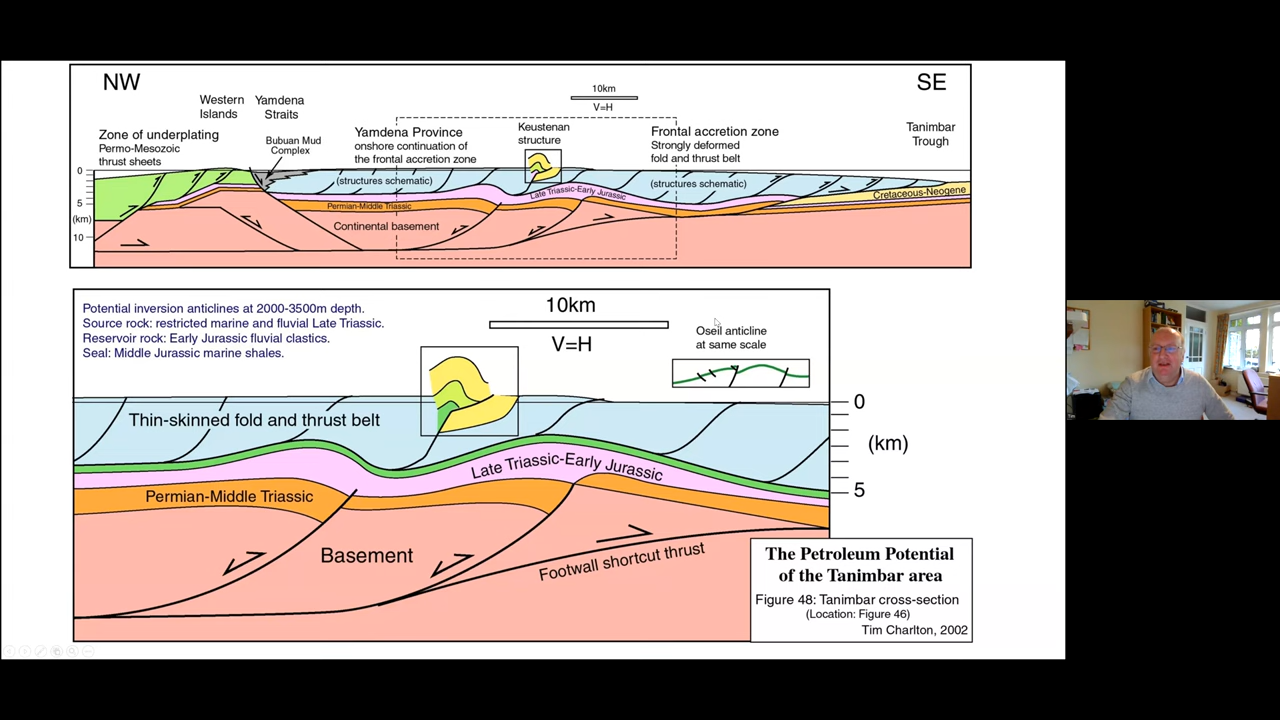 NW
SE
10km
V=H
Western
Islands
Yamdena
Straits
Zone of underplating
Permo-Mesozoic
thrust sheets
Bubuan Mud
Complex
Yamdena Province
onshore continuation of
the frontal accretion zone
Keustenan
structure
Frontal accretion zone
Strongly deformed
fold and thrust belt
Tanimbar
Trough
0
5
(km)
10
(structures schematic)
(structures schematic)
Late Triassic-Early Jurassic
Cretaceous-Neogene
Permian-Middle Triassic
Continental basement
Potential inversion anticlines at 2000-3500m depth.
Source rock: restricted marine and fluvial Late Triassic.
Reservoir rock: Early Jurassic fluvial clastics.
Seal: Middle Jurassic marine shales.
10km
V=H
Oseil anticline
at same scale
0
(km)
5
Thin-skinned fold and thrust belt
Late Triassic-Early Jurassic
Permian-Middle Triassic
Basement
Footwall shortcut thrust
The Petroleum Potential
of the Tanimbar area
Figure 48: Tanimbar cross-section
(Location: Figure 46)
Tim Charlton, 2002
Tim